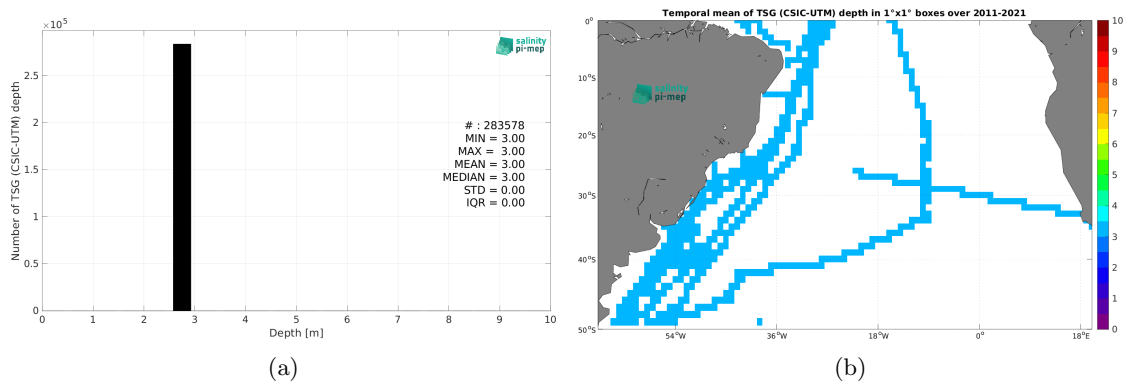 ×10⁵
2.5
2
1.5
1
0.5
0
Number of TSG (CSIC-UTM) depth
salinity
pi-mep
# : 283578
MIN = 3.00
MAX = 3.00
MEAN = 3.00
MEDIAN = 3.00
STD = 0.00
IQR = 0.00
0 1 2 3 4 5 6 7 8 9 10
Depth [m]
(a)
Temporal mean of TSG (CSIC-UTM) depth in 1°x1° boxes over 2011-2021
0°
10°S
20°S
30°S
40°S
50°S
salinity
pi-mep
54°W 36°W 18°W 0° 18°E
10
9
8
7
6
5
4
3
2
1
0
(b)